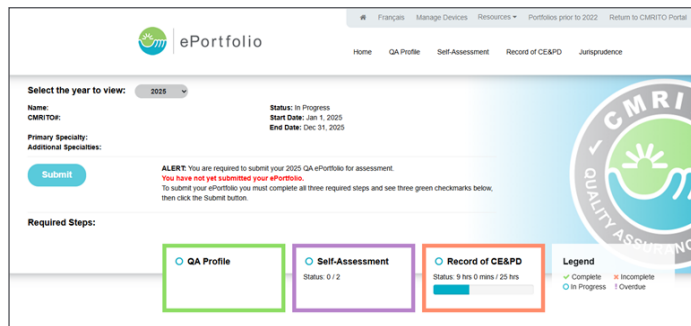 Français Manage Devices Resources Portfolios prior to 2022 Return to CMRITO Portal
ePortfolio
Home QA Profile Self-Assessment Record of CE&PD Jurisprudence
Select the year to view: 2025
Name: Status: In Progress
CMRITO#: Start Date: Jan 1, 2025
End Date: Dec 31, 2025
Primary Specialty:
Additional Specialties:
Submit
ALERT: You are required to submit your 2025 QA ePortfolio for assessment.
You have not yet submitted your ePortfolio.
To submit your ePortfolio you must complete all three required steps and see three green checkmarks below,
then click the Submit button.
CMRITO
QUALITY ASSURANC
Required Steps:
QA Profile
Self-Assessment
Status: 0 / 2
Record of CE&PD
Status: 9 hrs 0 mins / 25 hrs
Legend
Complete Incomplete
In Progress ! Overdue